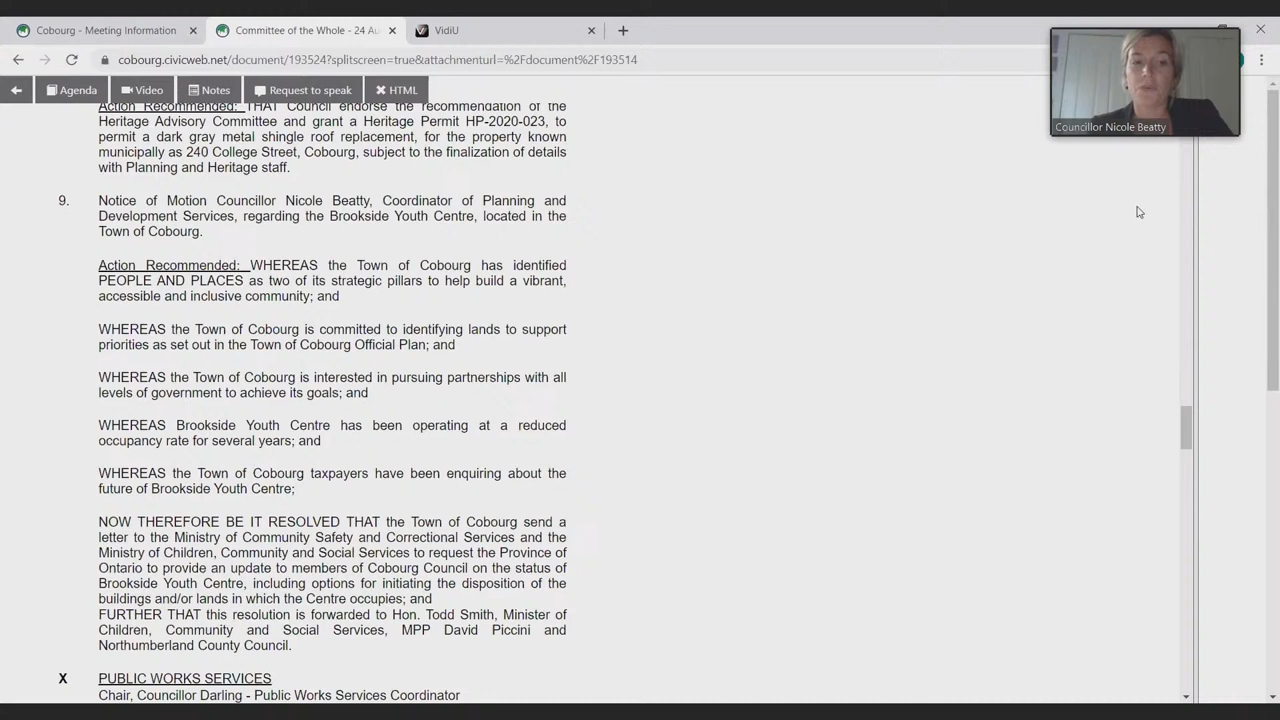 Cobourg - Meeting Information
Committee of the Whole - 24 Au
VidiU
cobourg.civicweb.net/document/193524?splitscreen=true&attachmenturl=%2Fdocument%2F193514
Agenda
Video
Notes
Request to speak
HTML
Councillor Nicole Beatty
Action Recommended: THAT Council endorse the recommendation of the
Heritage Advisory Committee and grant a Heritage Permit HP-2020-023, to
permit a dark gray metal shingle roof replacement, for the property known
municipally as 240 College Street, Cobourg, subject to the finalization of details
with Planning and Heritage staff.
9. Notice of Motion Councillor Nicole Beatty, Coordinator of Planning and
Development Services, regarding the Brookside Youth Centre, located in the
Town of Cobourg.
Action Recommended: WHEREAS the Town of Cobourg has identified
PEOPLE AND PLACES as two of its strategic pillars to help build a vibrant,
accessible and inclusive community; and
WHEREAS the Town of Cobourg is committed to identifying lands to support
priorities as set out in the Town of Cobourg Official Plan; and
WHEREAS the Town of Cobourg is interested in pursuing partnerships with all
levels of government to achieve its goals; and
WHEREAS Brookside Youth Centre has been operating at a reduced
occupancy rate for several years; and
WHEREAS the Town of Cobourg taxpayers have been enquiring about the
future of Brookside Youth Centre;
NOW THEREFORE BE IT RESOLVED THAT the Town of Cobourg send a
letter to the Ministry of Community Safety and Correctional Services and the
Ministry of Children, Community and Social Services to request the Province of
Ontario to provide an update to members of Cobourg Council on the status of
Brookside Youth Centre, including options for initiating the disposition of the
buildings and/or lands in which the Centre occupies; and
FURTHER THAT this resolution is forwarded to Hon. Todd Smith, Minister of
Children, Community and Social Services, MPP David Piccini and
Northumberland County Council.
X PUBLIC WORKS SERVICES
Chair, Councillor Darling - Public Works Services Coordinator